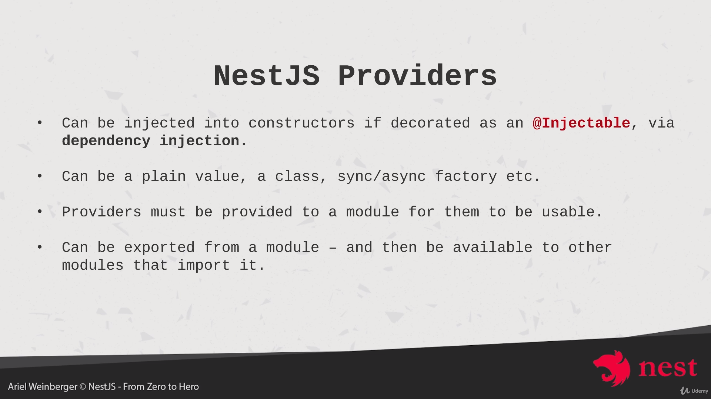 NestJS Providers
• Can be injected into constructors if decorated as an @Injectable, via
dependency injection.
• Can be a plain value, a class, sync/async factory etc.
• Providers must be provided to a module for them to be usable.
• Can be exported from a module – and then be available to other
modules that import it.
nest
Ariel Weinberger © NestJS - From Zero to Hero
Udemy